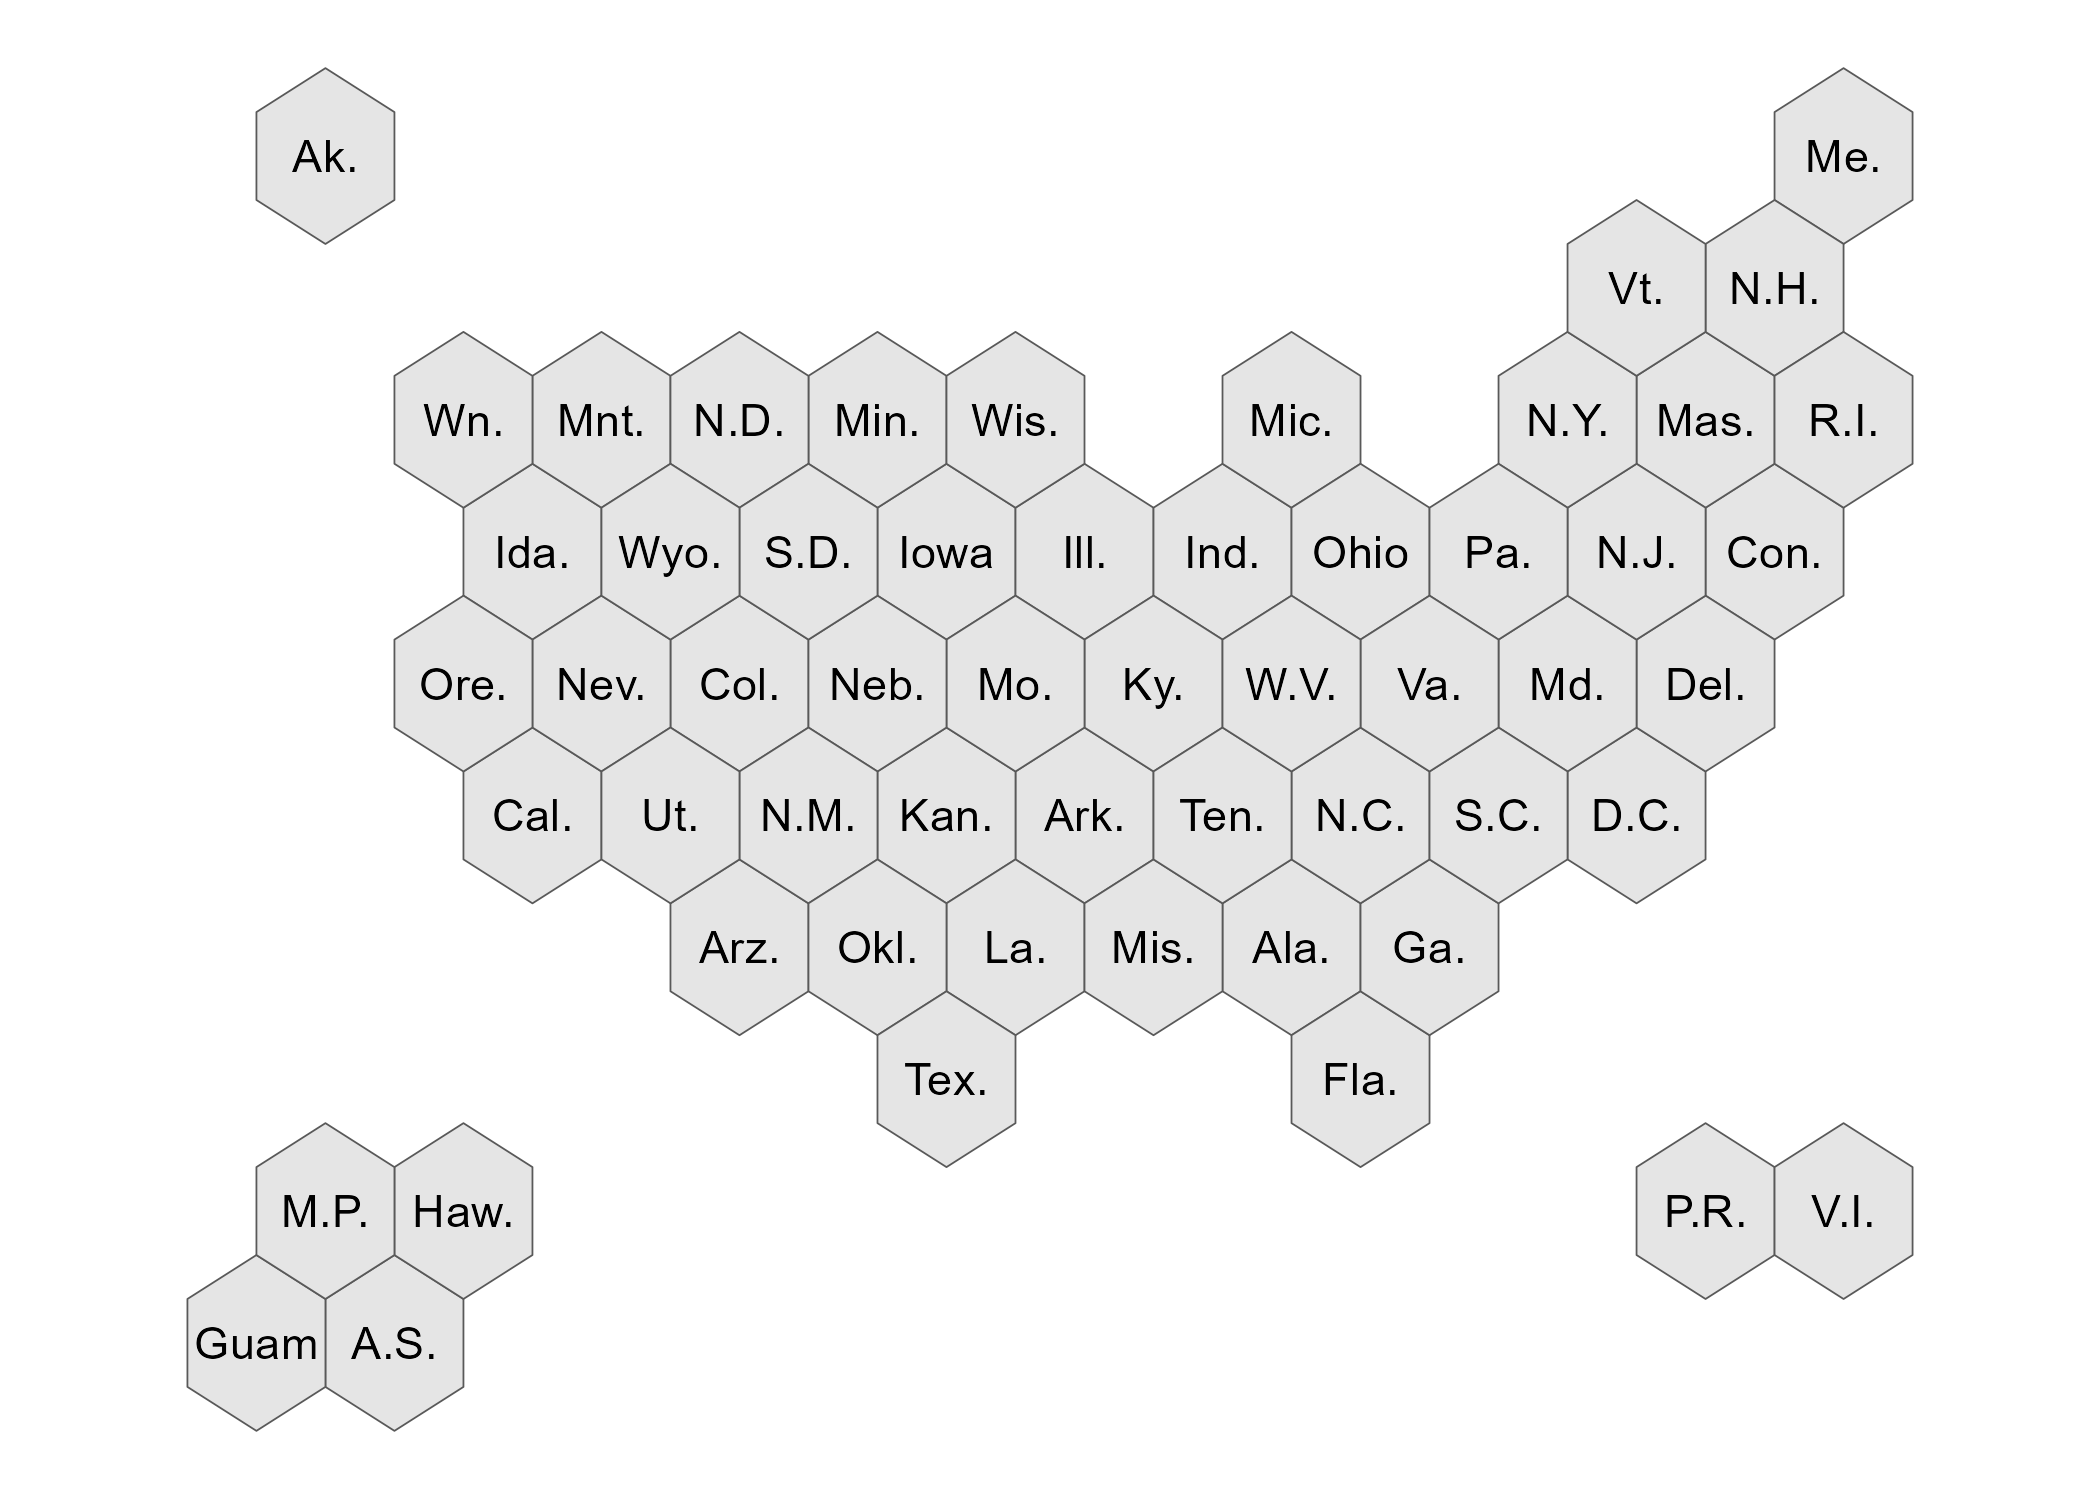 Ak.
Me.
Vt. N.H.
Wn. Mnt. N.D. Min. Wis. Mic. N.Y. Mas. R.I.
Ida. Wyo. S.D. Iowa Ill. Ind. Ohio Pa. N.J. Con.
Ore. Nev. Col. Neb. Mo. Ky. W.V. Va. Md. Del.
Cal. Ut. N.M. Kan. Ark. Ten. N.C. S.C. D.C.
Arz. Okl. La. Mis. Ala. Ga.
Tex. Fla.
M.P. Haw. P.R. V.I.
Guam A.S.